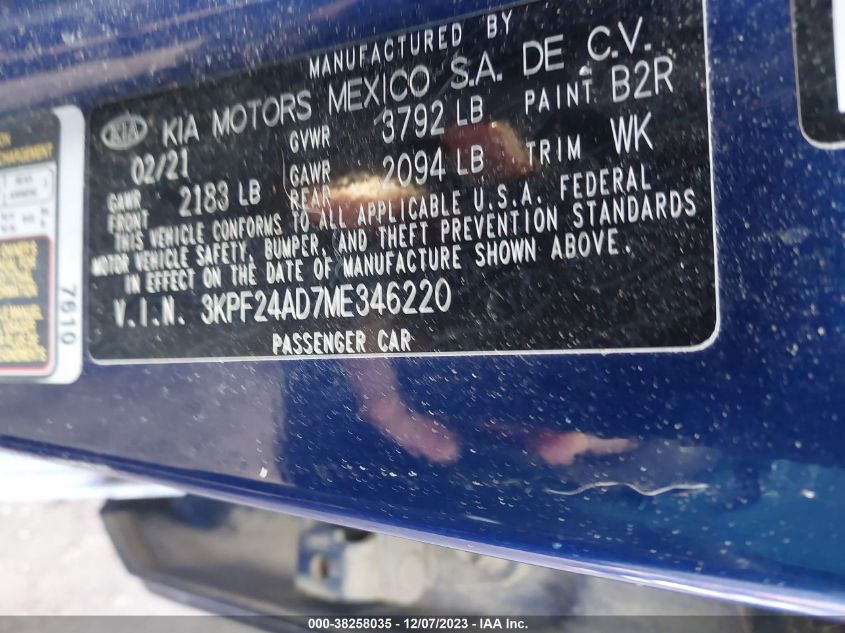 MANUFACTURED BY
KIA KIA MOTORS MEXICO S.A. DE C.V.
02/21 GVWR 3792 LB PAINT B2R
GAWR FRONT 2183 LB GAWR REAR 2094 LB TRIM WK
THIS VEHICLE CONFORMS TO ALL APPLICABLE U.S.A. FEDERAL
MOTOR VEHICLE SAFETY, BUMPER, AND THEFT PREVENTION STANDARDS
IN EFFECT ON THE DATE OF MANUFACTURE SHOWN ABOVE.
V.I.N. 3KPF24AD7ME346220
PASSENGER CAR
7610
000-38258035 - 12/07/2023 - IAA Inc.